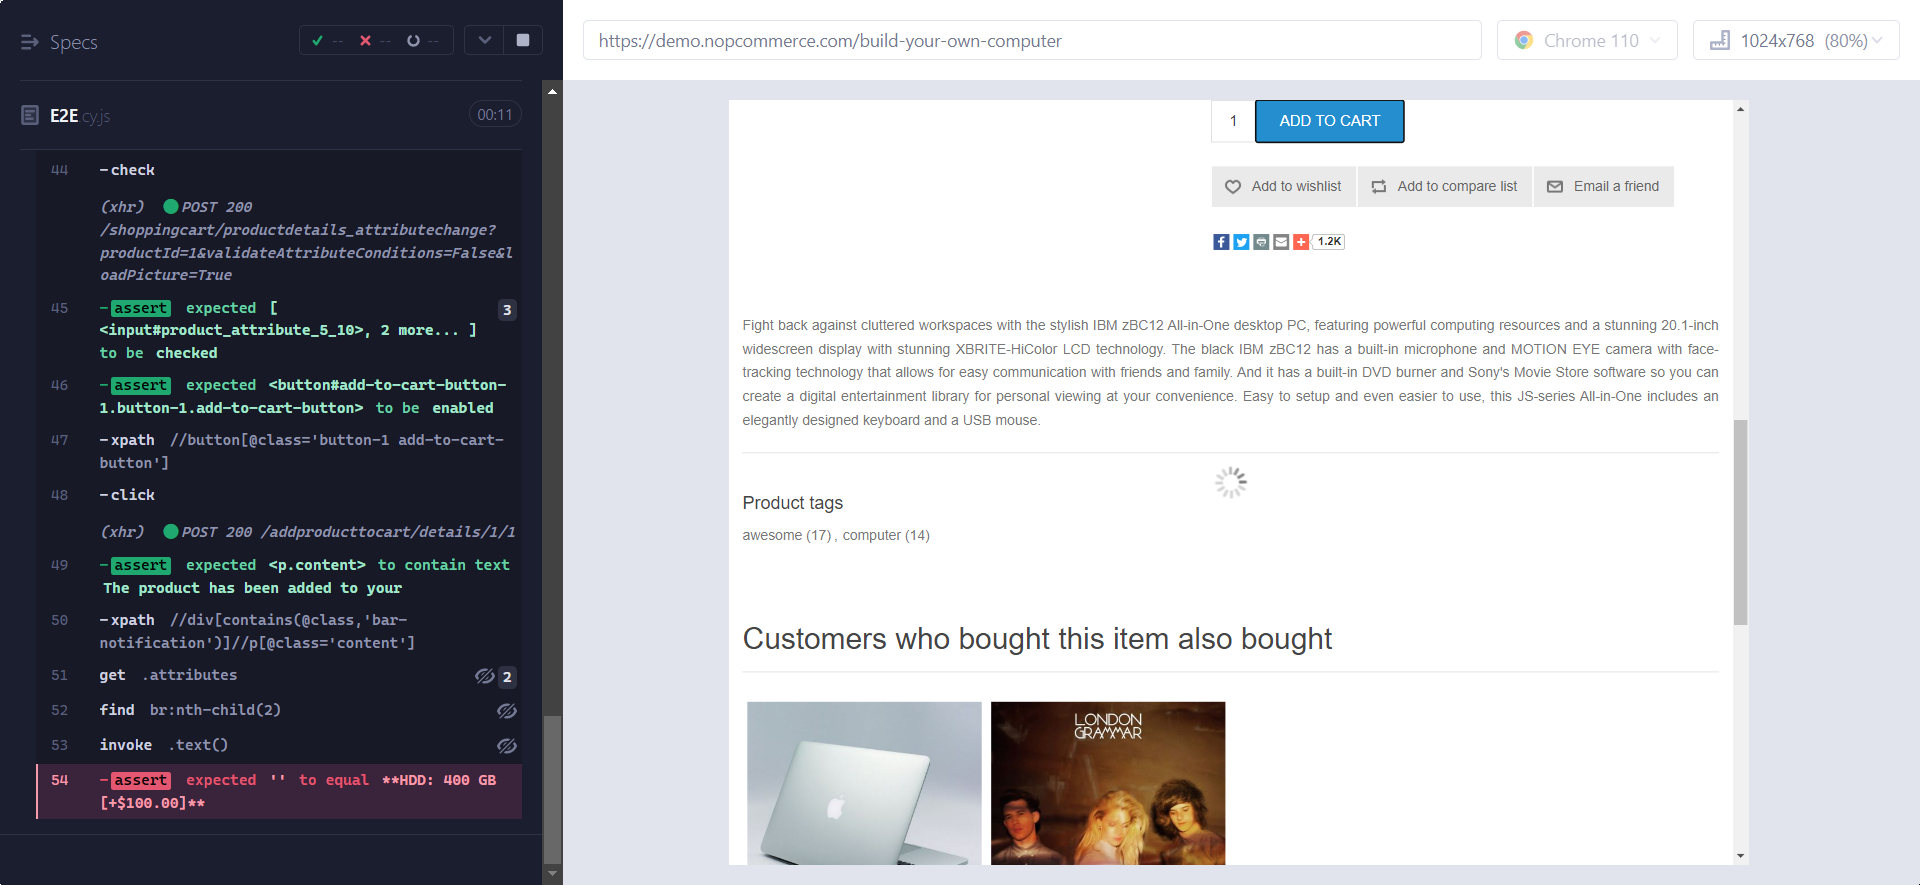 Specs
-- -- --
E2E.cy.js
00:11
44 -check
(xhr) POST 200
/shoppingcart/productdetails_attributechange?
productId=1&validateAttributeConditions=False&l
oadPicture=True
45 -assert expected [
3
<input#product_attribute_5_10>, 2 more... ]
to be checked
46 -assert expected <button#add-to-cart-button-
1.button-1.add-to-cart-button> to be enabled
47 -xpath //button[@class='button-1 add-to-cart-
button']
48 -click
(xhr) POST 200 /addproducttocart/details/1/1
49 -assert expected <p.content> to contain text
The product has been added to your
50 -xpath //div[contains(@class,'bar-
notification')]//p[@class='content']
51 get .attributes
2
52 find br:nth-child(2)
53 invoke .text()
54 -assert expected '' to equal **HDD: 400 GB
[+$100.00]**
https://demo.nopcommerce.com/build-your-own-computer
Chrome 110
1024x768 (80%)
1
ADD TO CART
Add to wishlist
Add to compare list
Email a friend
1.2K
Fight back against cluttered workspaces with the stylish IBM zBC12 All-in-One desktop PC, featuring powerful computing resources and a stunning 20.1-inch
widescreen display with stunning XBRITE-HiColor LCD technology. The black IBM zBC12 has a built-in microphone and MOTION EYE camera with face-
tracking technology that allows for easy communication with friends and family. And it has a built-in DVD burner and Sony's Movie Store software so you can
create a digital entertainment library for personal viewing at your convenience. Easy to setup and even easier to use, this JS-series All-in-One includes an
elegantly designed keyboard and a USB mouse.
Product tags
awesome (17) , computer (14)
Customers who bought this item also bought
LONDON
GRAMMAR